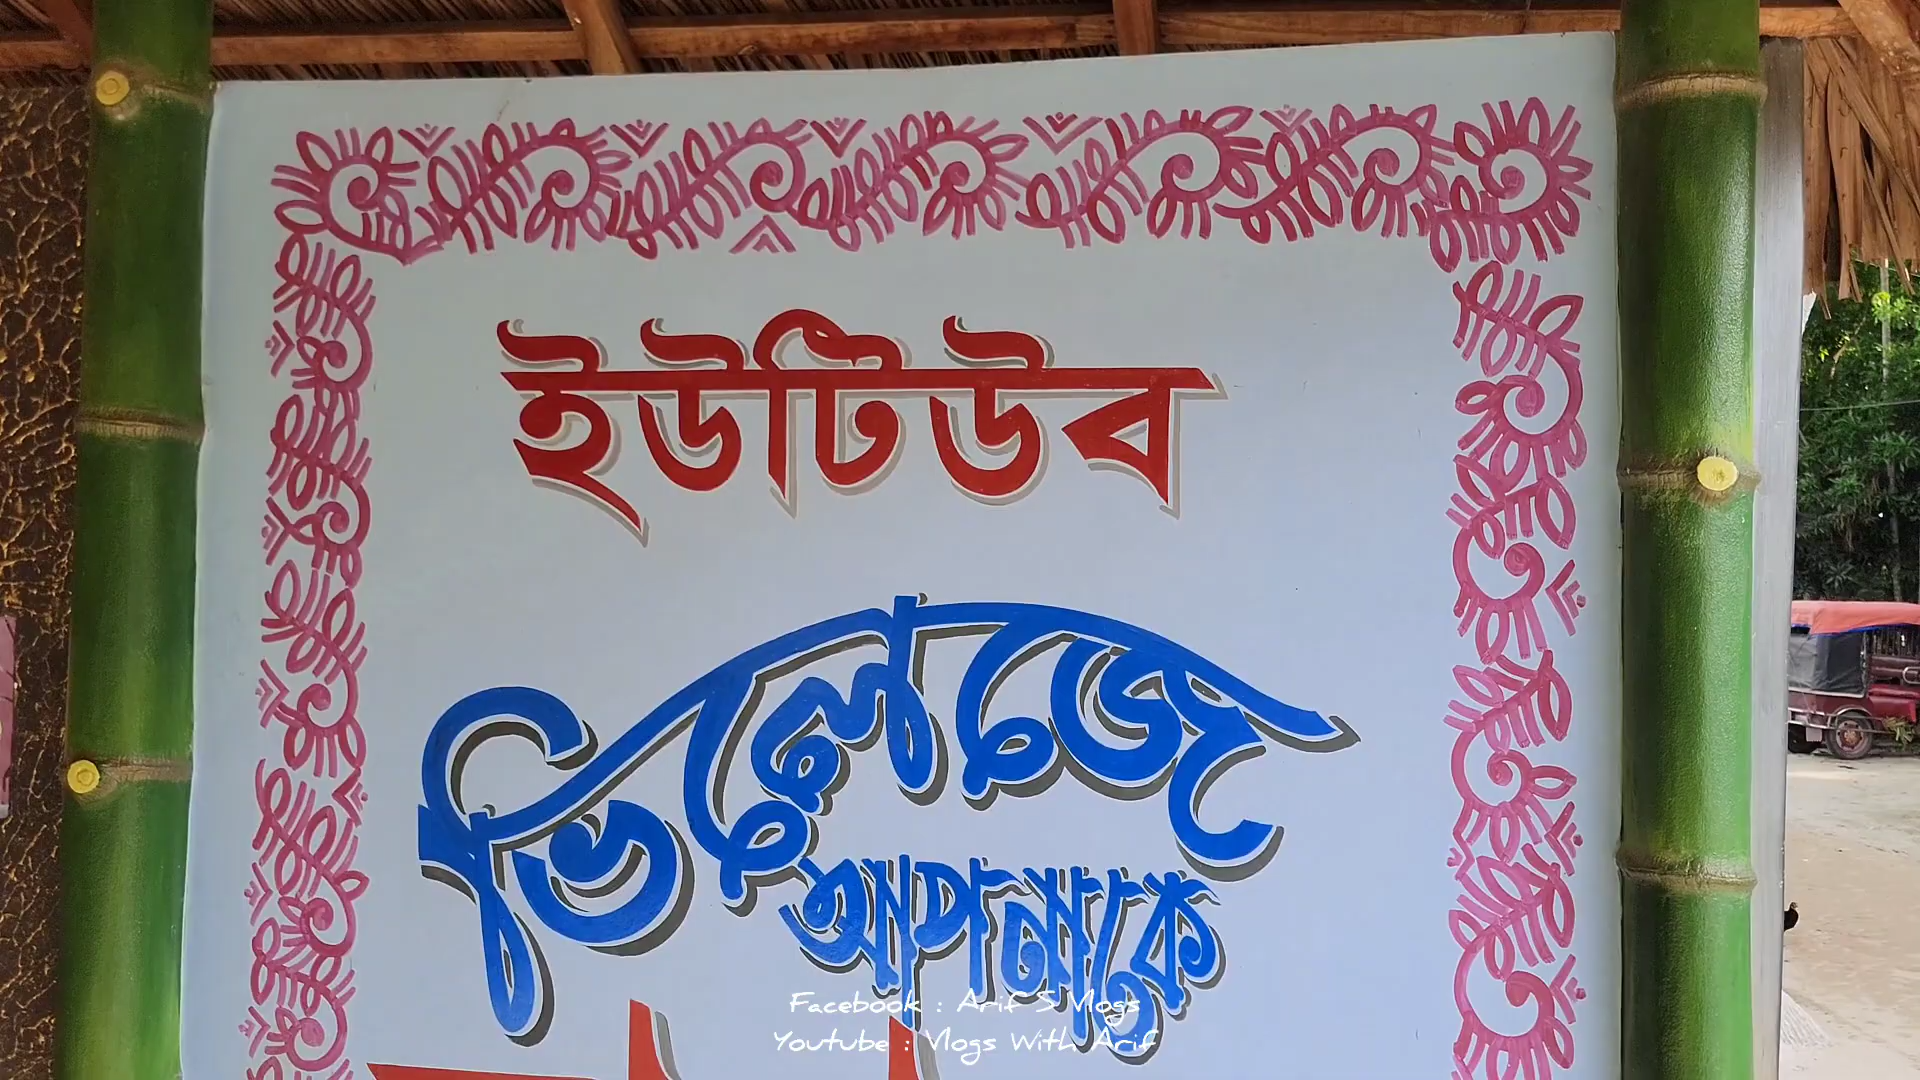 ইউটিউব
ভিলেজে
আপনাকে
Facebook : Arif S Vlogs
Youtube : Vlogs With Arif